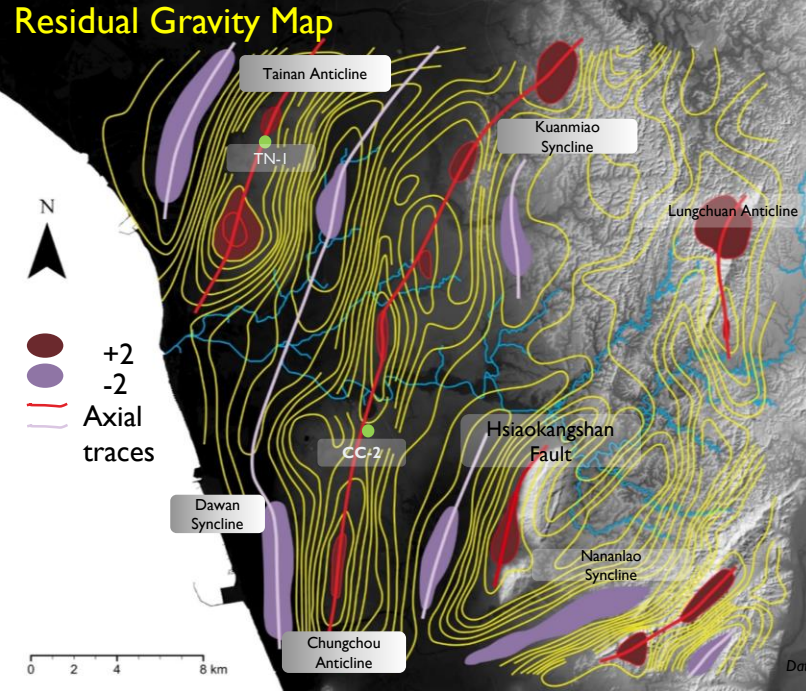 Residual Gravity Map
Tainan Anticline
Kuanmiao
Syncline
TN-1
Lungchuan Anticline
N
+2
-2
Axial
traces
Hsiaokangshan
Fault
CC-2
Dawan
Syncline
Nananlao
Syncline
Chungchou
Anticline
0 2 4 8 km